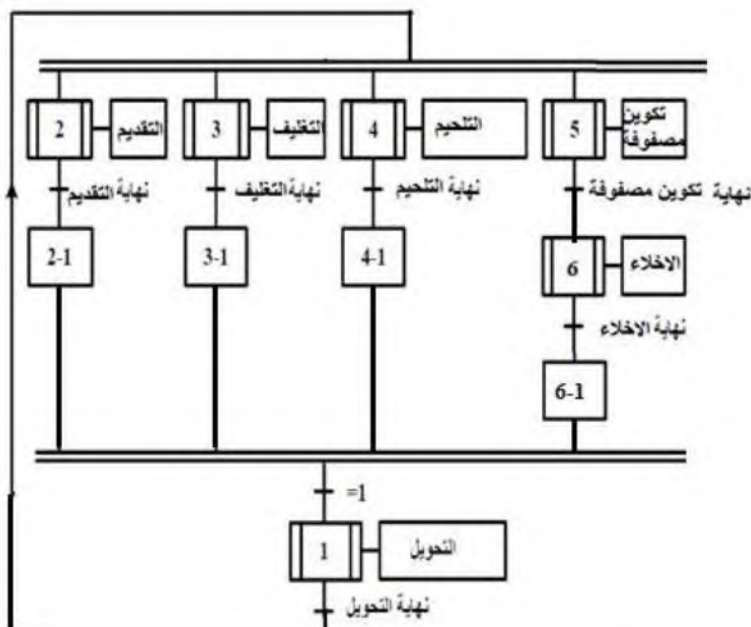 2
التقديم
3
التغليف
4
التلحيم
5
تكوين
مصفوفة
نهاية التقديم
نهاية التغليف
نهاية التلحيم
نهاية تكوين مصفوفة
2-1
3-1
4-1
6
الاخلاء
نهاية الاخلاء
6-1
=1
1
التحويل
نهاية التحويل